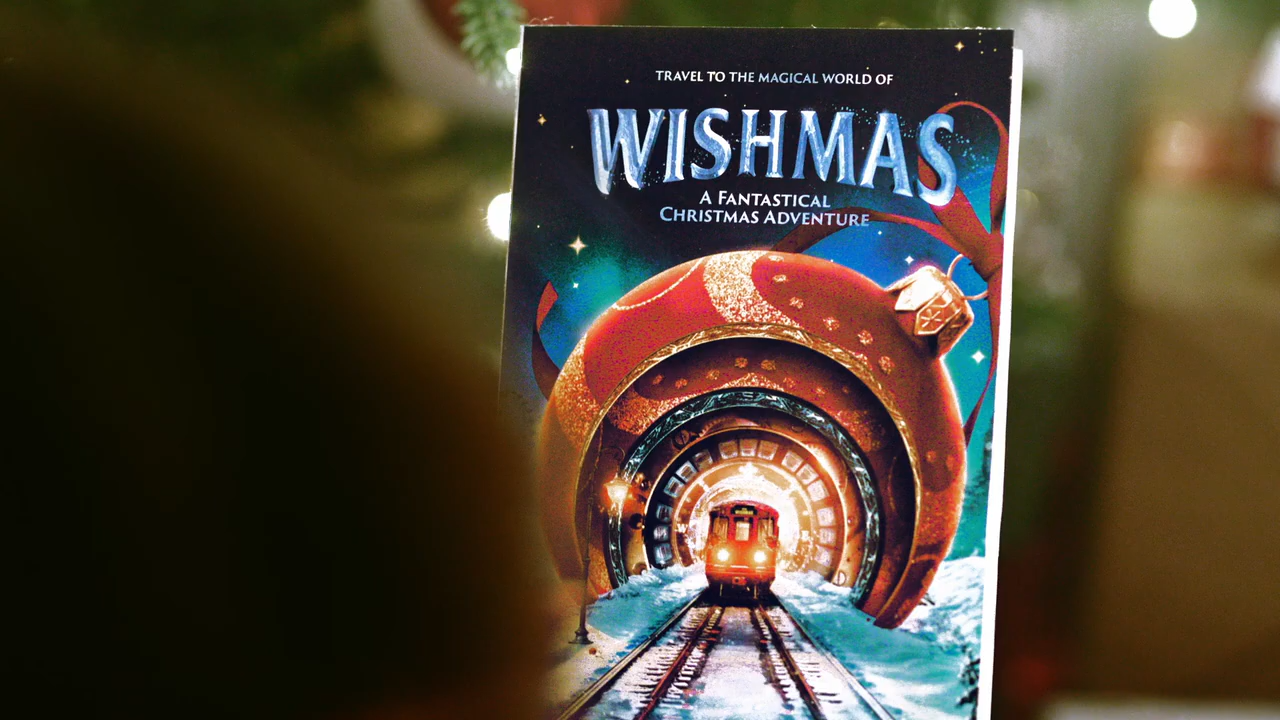 TRAVEL TO THE MAGICAL WORLD OF
WISHMAS
A FANTASTICAL
CHRISTMAS ADVENTURE